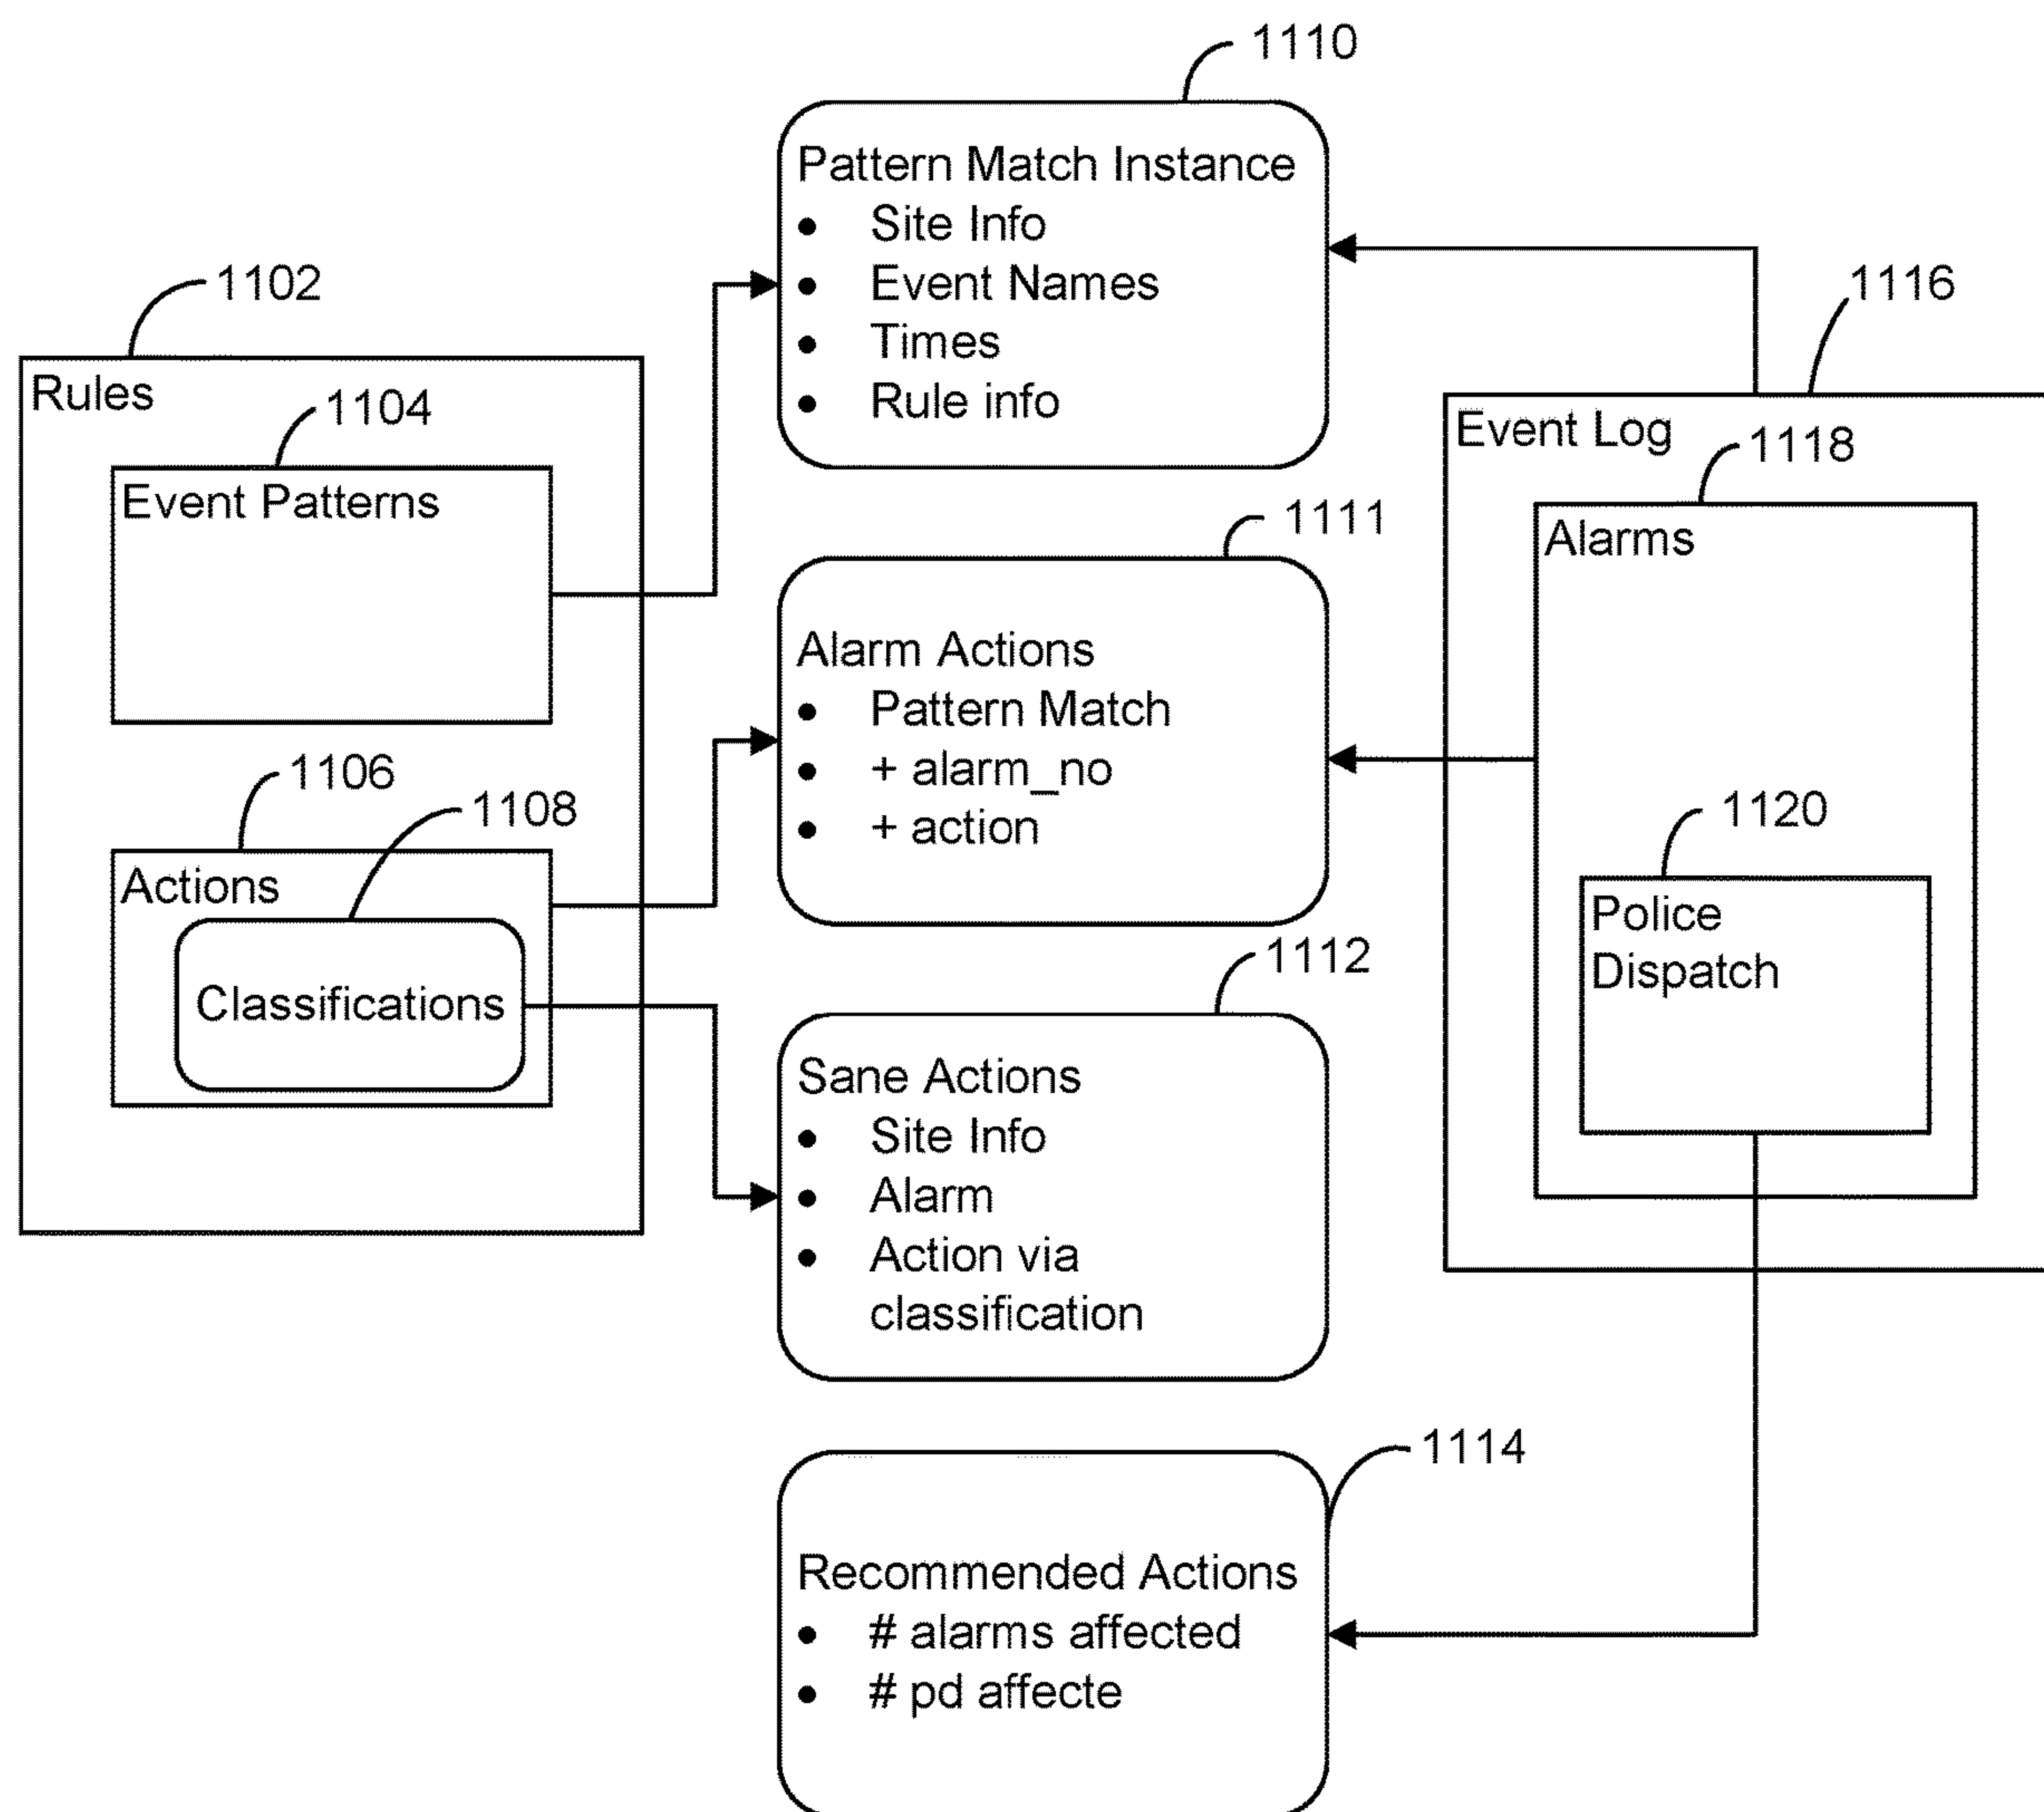 1110
Pattern Match Instance
• Site Info
• Event Names
• Times
• Rule info
1102
Rules
1104
Event Patterns
1106
Actions
1108
Classifications
1111
Alarm Actions
• Pattern Match
• + alarm_no
• + action
1112
Sane Actions
• Site Info
• Alarm
• Action via
classification
1114
Recommended Actions
• # alarms affected
• # pd affecte
1116
Event Log
1118
Alarms
1120
Police
Dispatch